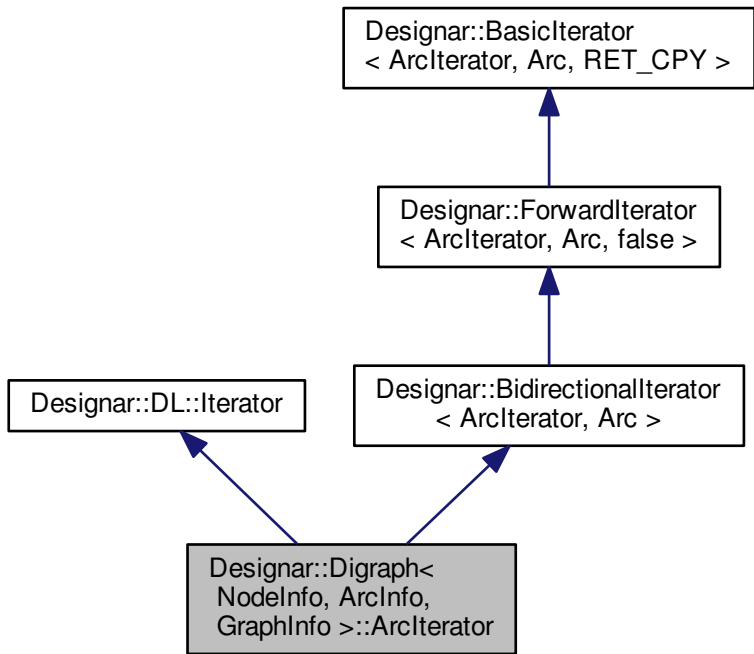 Designar::BasicIterator
< ArcIterator, Arc, RET_CPY >
Designar::ForwardIterator
< ArcIterator, Arc, false >
Designar::DL::Iterator
Designar::BidirectionalIterator
< ArcIterator, Arc >
Designar::Digraph<
NodeInfo, ArcInfo,
GraphInfo >::ArcIterator